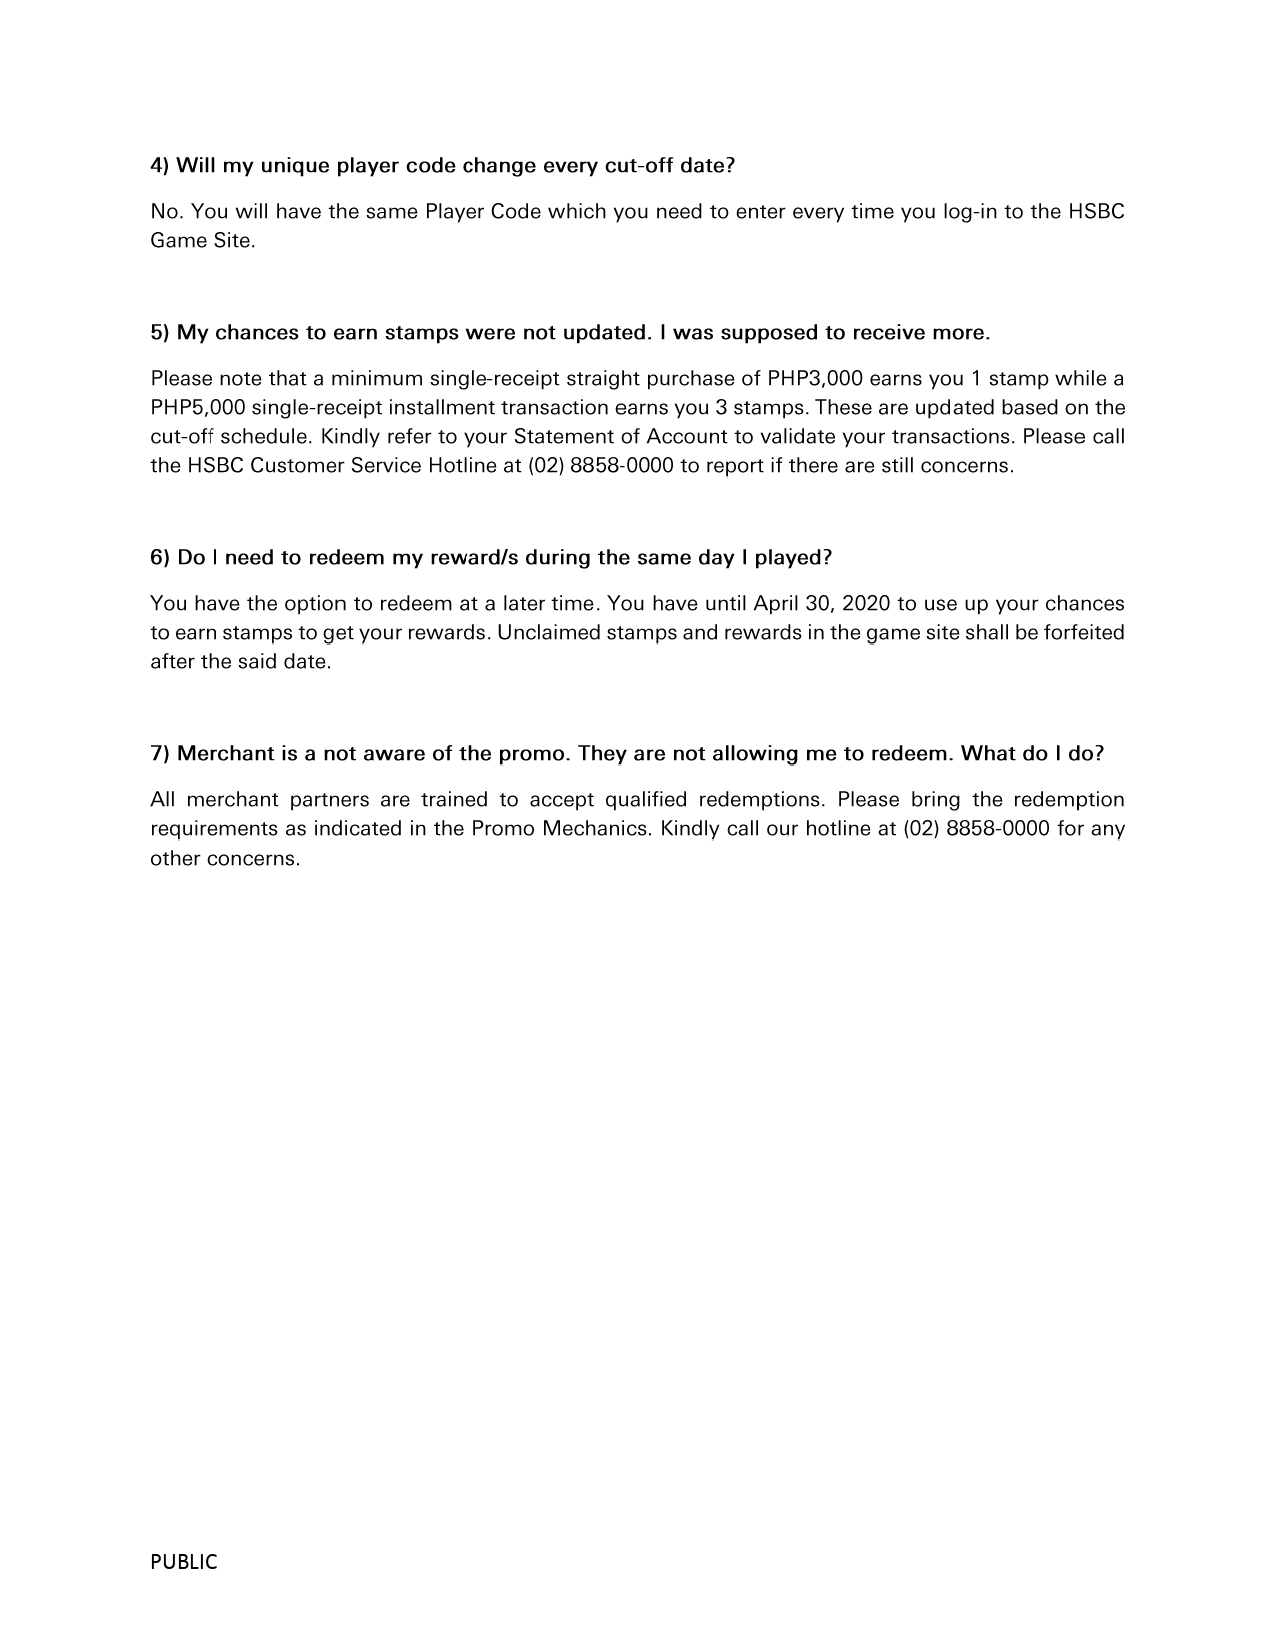 4) Will my unique player code change every cut-off date?
No. You will have the same Player Code which you need to enter every time you log-in to the HSBC
Game Site.
5) My chances to earn stamps were not updated. I was supposed to receive more.
Please note that a minimum single-receipt straight purchase of PHP3,000 earns you 1 stamp while a
PHP5,000 single-receipt installment transaction earns you 3 stamps. These are updated based on the
cut-off schedule. Kindly refer to your Statement of Account to validate your transactions. Please call
the HSBC Customer Service Hotline at (02) 8858-0000 to report if there are still concerns.
6) Do I need to redeem my reward/s during the same day I played?
You have the option to redeem at a later time. You have until April 30, 2020 to use up your chances
to earn stamps to get your rewards. Unclaimed stamps and rewards in the game site shall be forfeited
after the said date.
7) Merchant is a not aware of the promo. They are not allowing me to redeem. What do I do?
All merchant partners are trained to accept qualified redemptions. Please bring the redemption
requirements as indicated in the Promo Mechanics. Kindly call our hotline at (02) 8858-0000 for any
other concerns.
PUBLIC